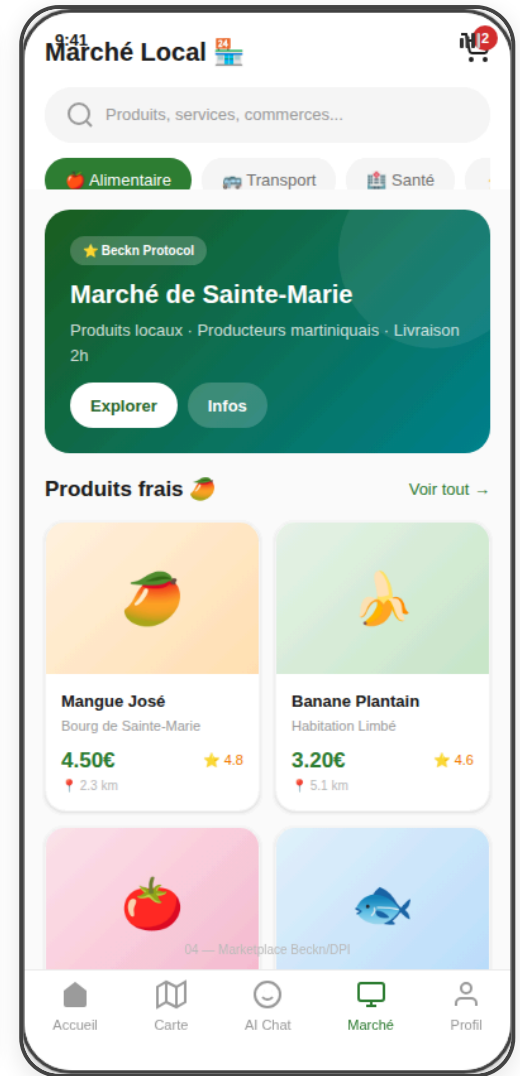 9:41
Marché Local
24
2
Produits, services, commerces...
Alimentaire
Transport
Santé
Beckn Protocol
Marché de Sainte-Marie
Produits locaux · Producteurs martiniquais · Livraison
2h
Explorer
Infos
Produits frais
Voir tout →
Mangue José
Bourg de Sainte-Marie
4.50€
4.8
2.3 km
Banane Plantain
Habitation Limbé
3.20€
4.6
5.1 km
04 — Marketplace Beckn/DPI
Accueil
Carte
AI Chat
Marché
Profil